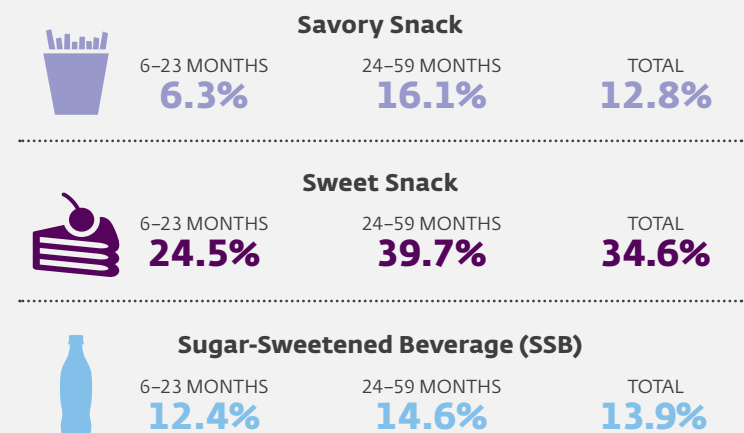 Savory Snack
6–23 MONTHS 24–59 MONTHS TOTAL
6.3% 16.1% 12.8%
Sweet Snack
6–23 MONTHS 24–59 MONTHS TOTAL
24.5% 39.7% 34.6%
Sugar-Sweetened Beverage (SSB)
6–23 MONTHS 24–59 MONTHS TOTAL
12.4% 14.6% 13.9%